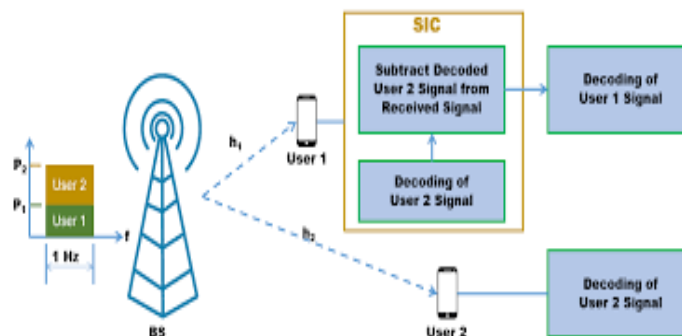 SIC
Subtract Decoded
User 2 Signal from
Received Signal
Decoding of
User 1 Signal
h₁
User 1
Decoding of
User 2 Signal
P₂
User 2
P₁
User 1
f
1 Hz
h₂
BS
User 2
Decoding of
User 2 Signal